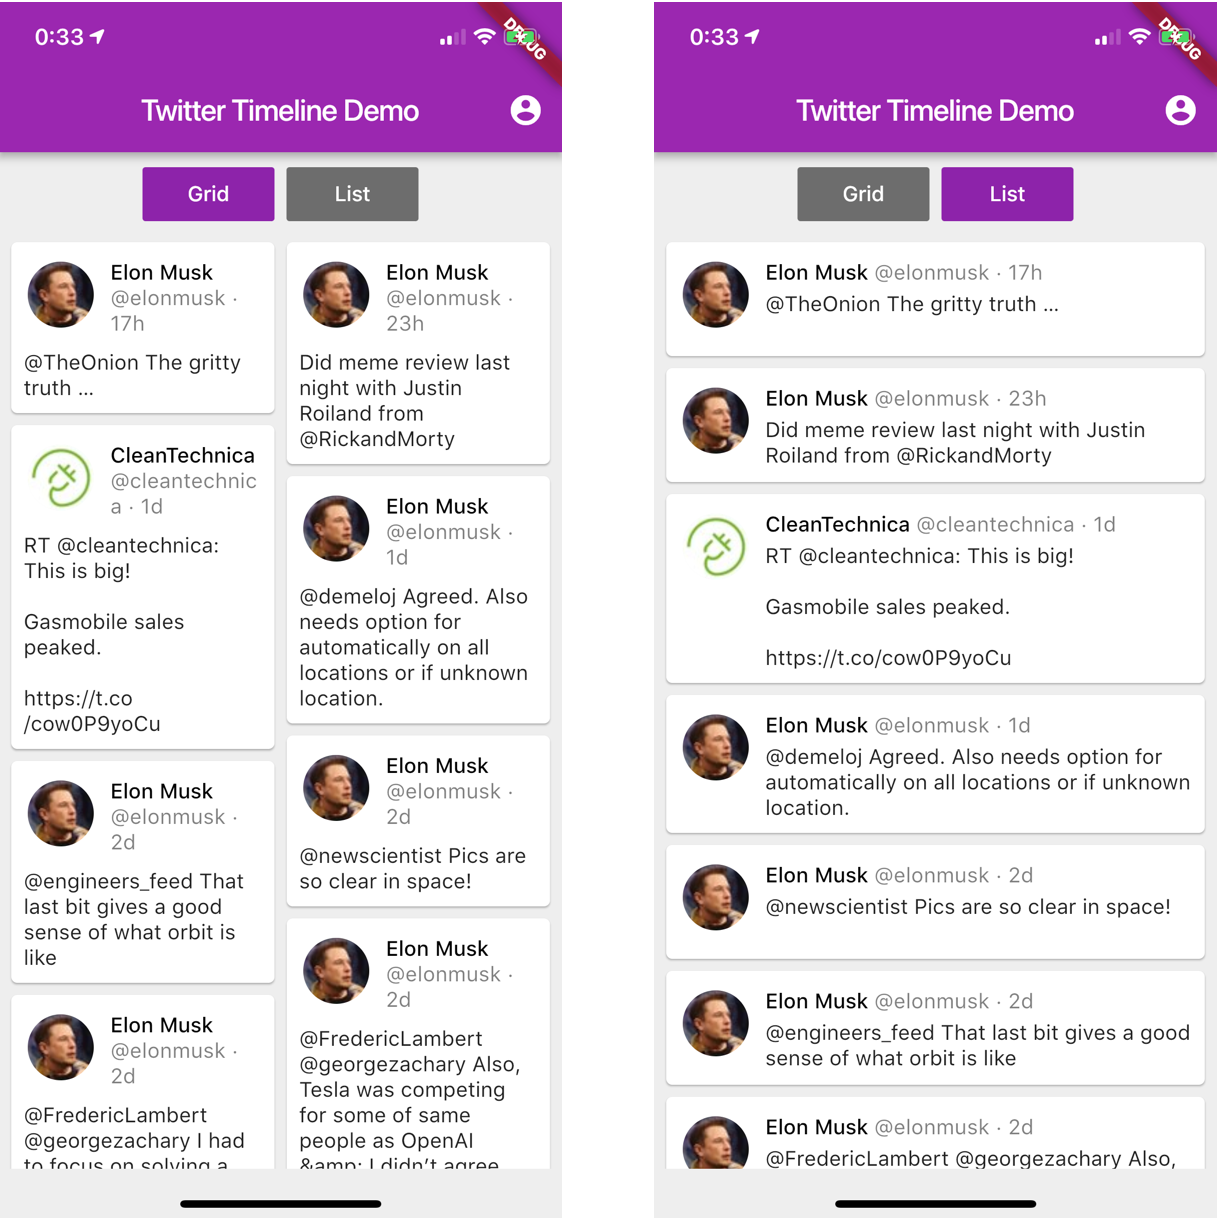 0:33
DEBUG
Twitter Timeline Demo
Grid
List
Elon Musk
@elonmusk ·
17h
@TheOnion The gritty
truth ...
CleanTechnica
@cleantechnic
a · 1d
RT @cleantechnica:
This is big!
Gasmobile sales
peaked.
https://t.co
/cow0P9yoCu
Elon Musk
@elonmusk ·
2d
@engineers_feed That
last bit gives a good
sense of what orbit is
like
Elon Musk
@elonmusk ·
2d
@FredericLambert
@georgezachary I had
to focus on solving a
Elon Musk
@elonmusk ·
23h
Did meme review last
night with Justin
Roiland from
@RickandMorty
Elon Musk
@elonmusk ·
1d
@demeloj Agreed. Also
needs option for
automatically on all
locations or if unknown
location.
Elon Musk
@elonmusk ·
2d
@newscientist Pics are
so clear in space!
Elon Musk
@elonmusk ·
2d
@FredericLambert
@georgezachary Also,
Tesla was competing
for some of same
people as OpenAI
&amp; I didn't agree
0:33
DEBUG
Twitter Timeline Demo
Grid
List
Elon Musk @elonmusk · 17h
@TheOnion The gritty truth ...
Elon Musk @elonmusk · 23h
Did meme review last night with Justin
Roiland from @RickandMorty
CleanTechnica @cleantechnica · 1d
RT @cleantechnica: This is big!
Gasmobile sales peaked.
https://t.co/cow0P9yoCu
Elon Musk @elonmusk · 1d
@demeloj Agreed. Also needs option for
automatically on all locations or if unknown
location.
Elon Musk @elonmusk · 2d
@newscientist Pics are so clear in space!
Elon Musk @elonmusk · 2d
@engineers_feed That last bit gives a good
sense of what orbit is like
Elon Musk @elonmusk · 2d
@FredericLambert @georgezachary Also,